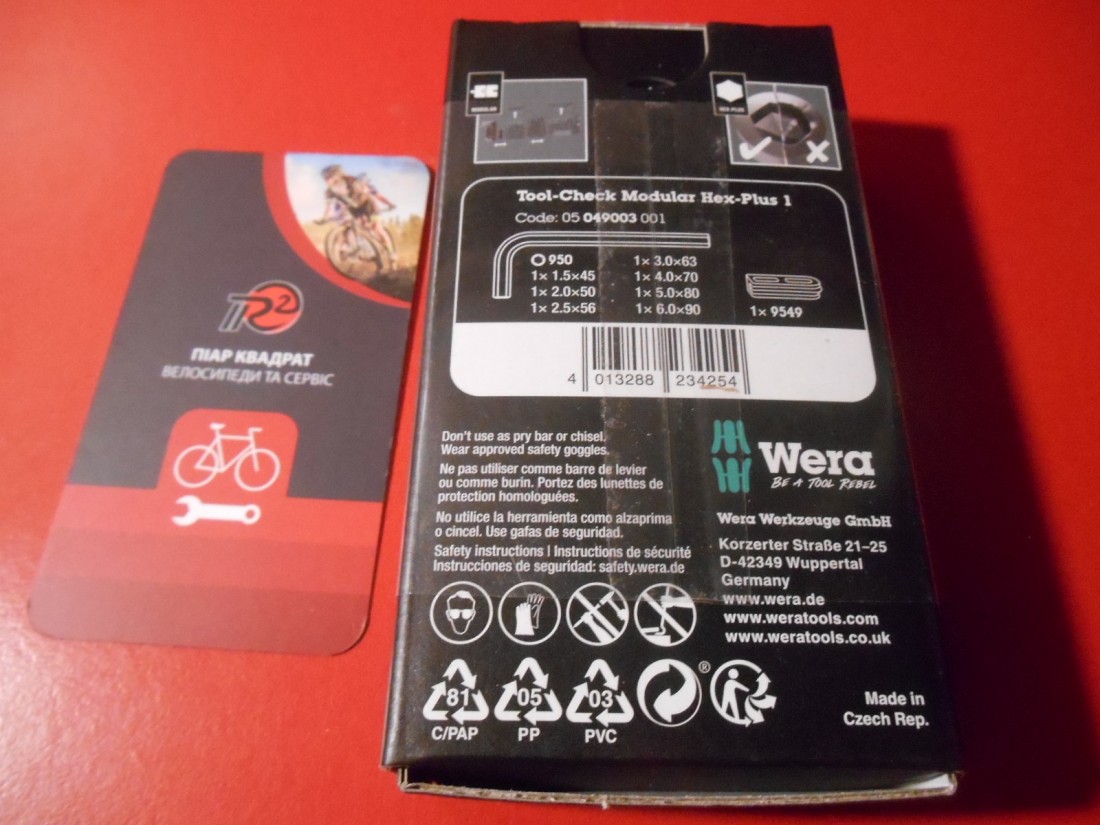 R2
ПІАР КВАДРАТ
ВЕЛОСИПЕДИ ТА СЕРВІС
HEX-PLUS
Tool-Check Modular Hex-Plus 1
Code: 05 049003 001
950
1× 1.5×45
1× 2.0×50
1× 2.5×56
1× 3.0×63
1× 4.0×70
1× 5.0×80
1× 6.0×90
1× 9549
4 013288 234254
Don't use as pry bar or chisel.
Wear approved safety goggles.
Ne pas utiliser comme barre de levier
ou comme burin. Portez des lunettes de
protection homologuées.
No utilice la herramienta como alzaprima
o cincel. Use gafas de seguridad.
Safety instructions | Instructions de sécurité
Instrucciones de seguridad: safety.wera.de
Wera
BE A TOOL REBEL
Wera Werkzeuge GmbH
Korzerter Straße 21–25
D-42349 Wuppertal
Germany
www.wera.de
www.weratools.com
www.weratools.co.uk
81
C/PAP
05
PP
03
PVC
®
Made in
Czech Rep.